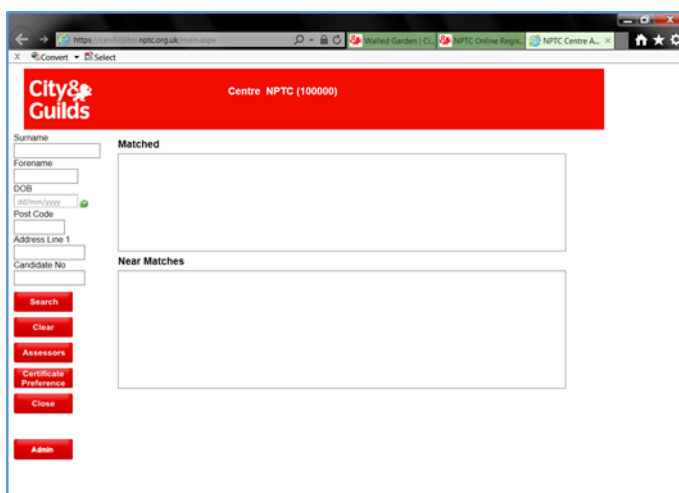 https://candidates.nptc.org.uk/main.aspx
Walled Garden | Ci...
NPTC Online Regis...
NPTC Centre A...
X Convert Select
City&
Guilds
Centre NPTC (100000)
Surname
Matched
Forename
DOB
dd/mm/yyyy
Post Code
Address Line 1
Near Matches
Candidate No
Search
Clear
Assessors
Certificate
Preference
Close
Admin